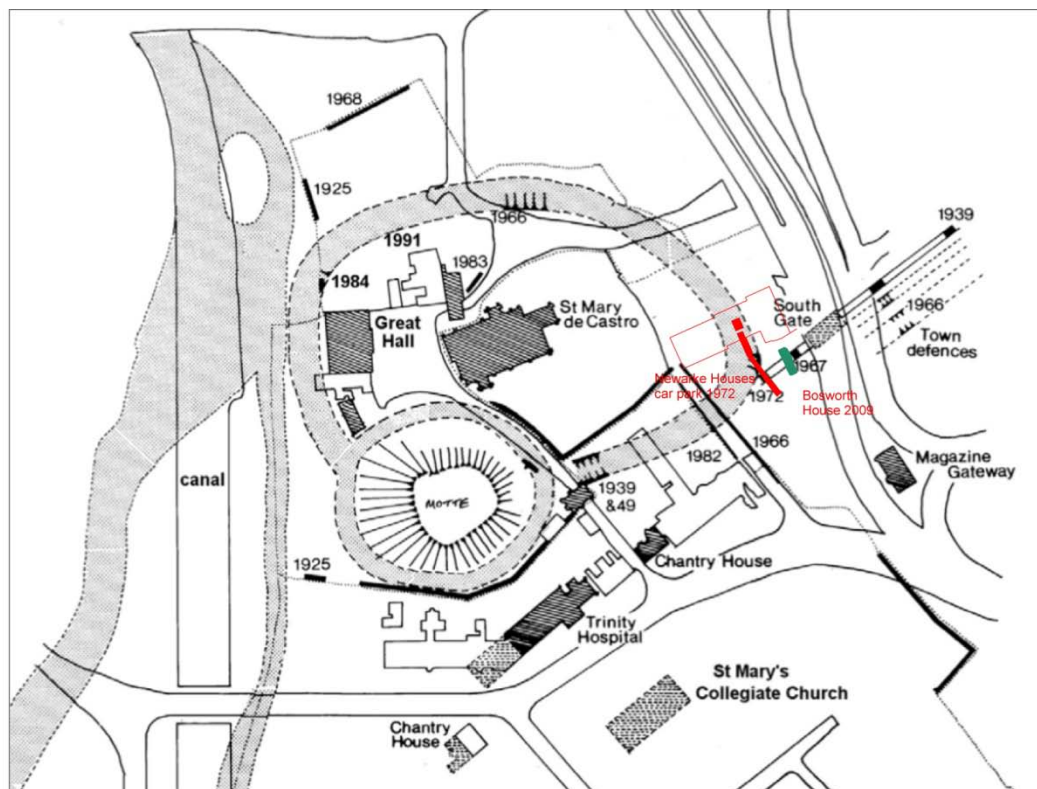 1968
1925
1966
1991
1984
1983
1939
St Mary
de Castro
Great
Hall
South
Gate
1966
Town
defences
1967
Newarke Houses
car park 1972
1972
Bosworth
House 2009
canal
MOTTE
1939
&49
1982
1966
Magazine
Gateway
1925
Chantry House
Trinity
Hospital
St Mary's
Collegiate Church
Chantry
House